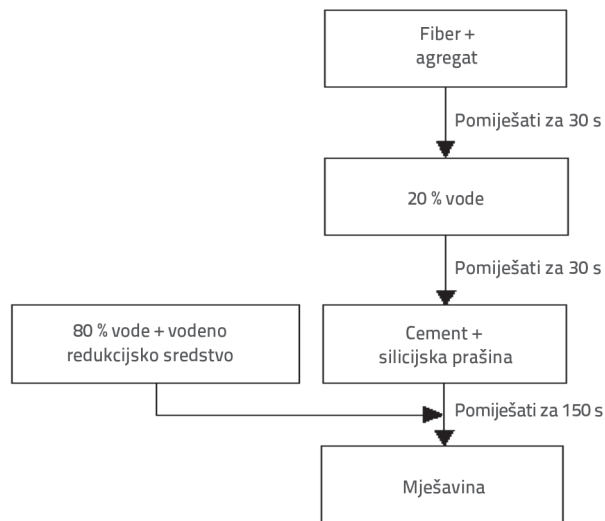 Fiber +
agregat
Pomiješati za 30 s
20 % vode
Pomiješati za 30 s
80 % vode + vodeno
redukcijsko sredstvo
Cement +
silicijska prašina
Pomiješati za 150 s
Mješavina